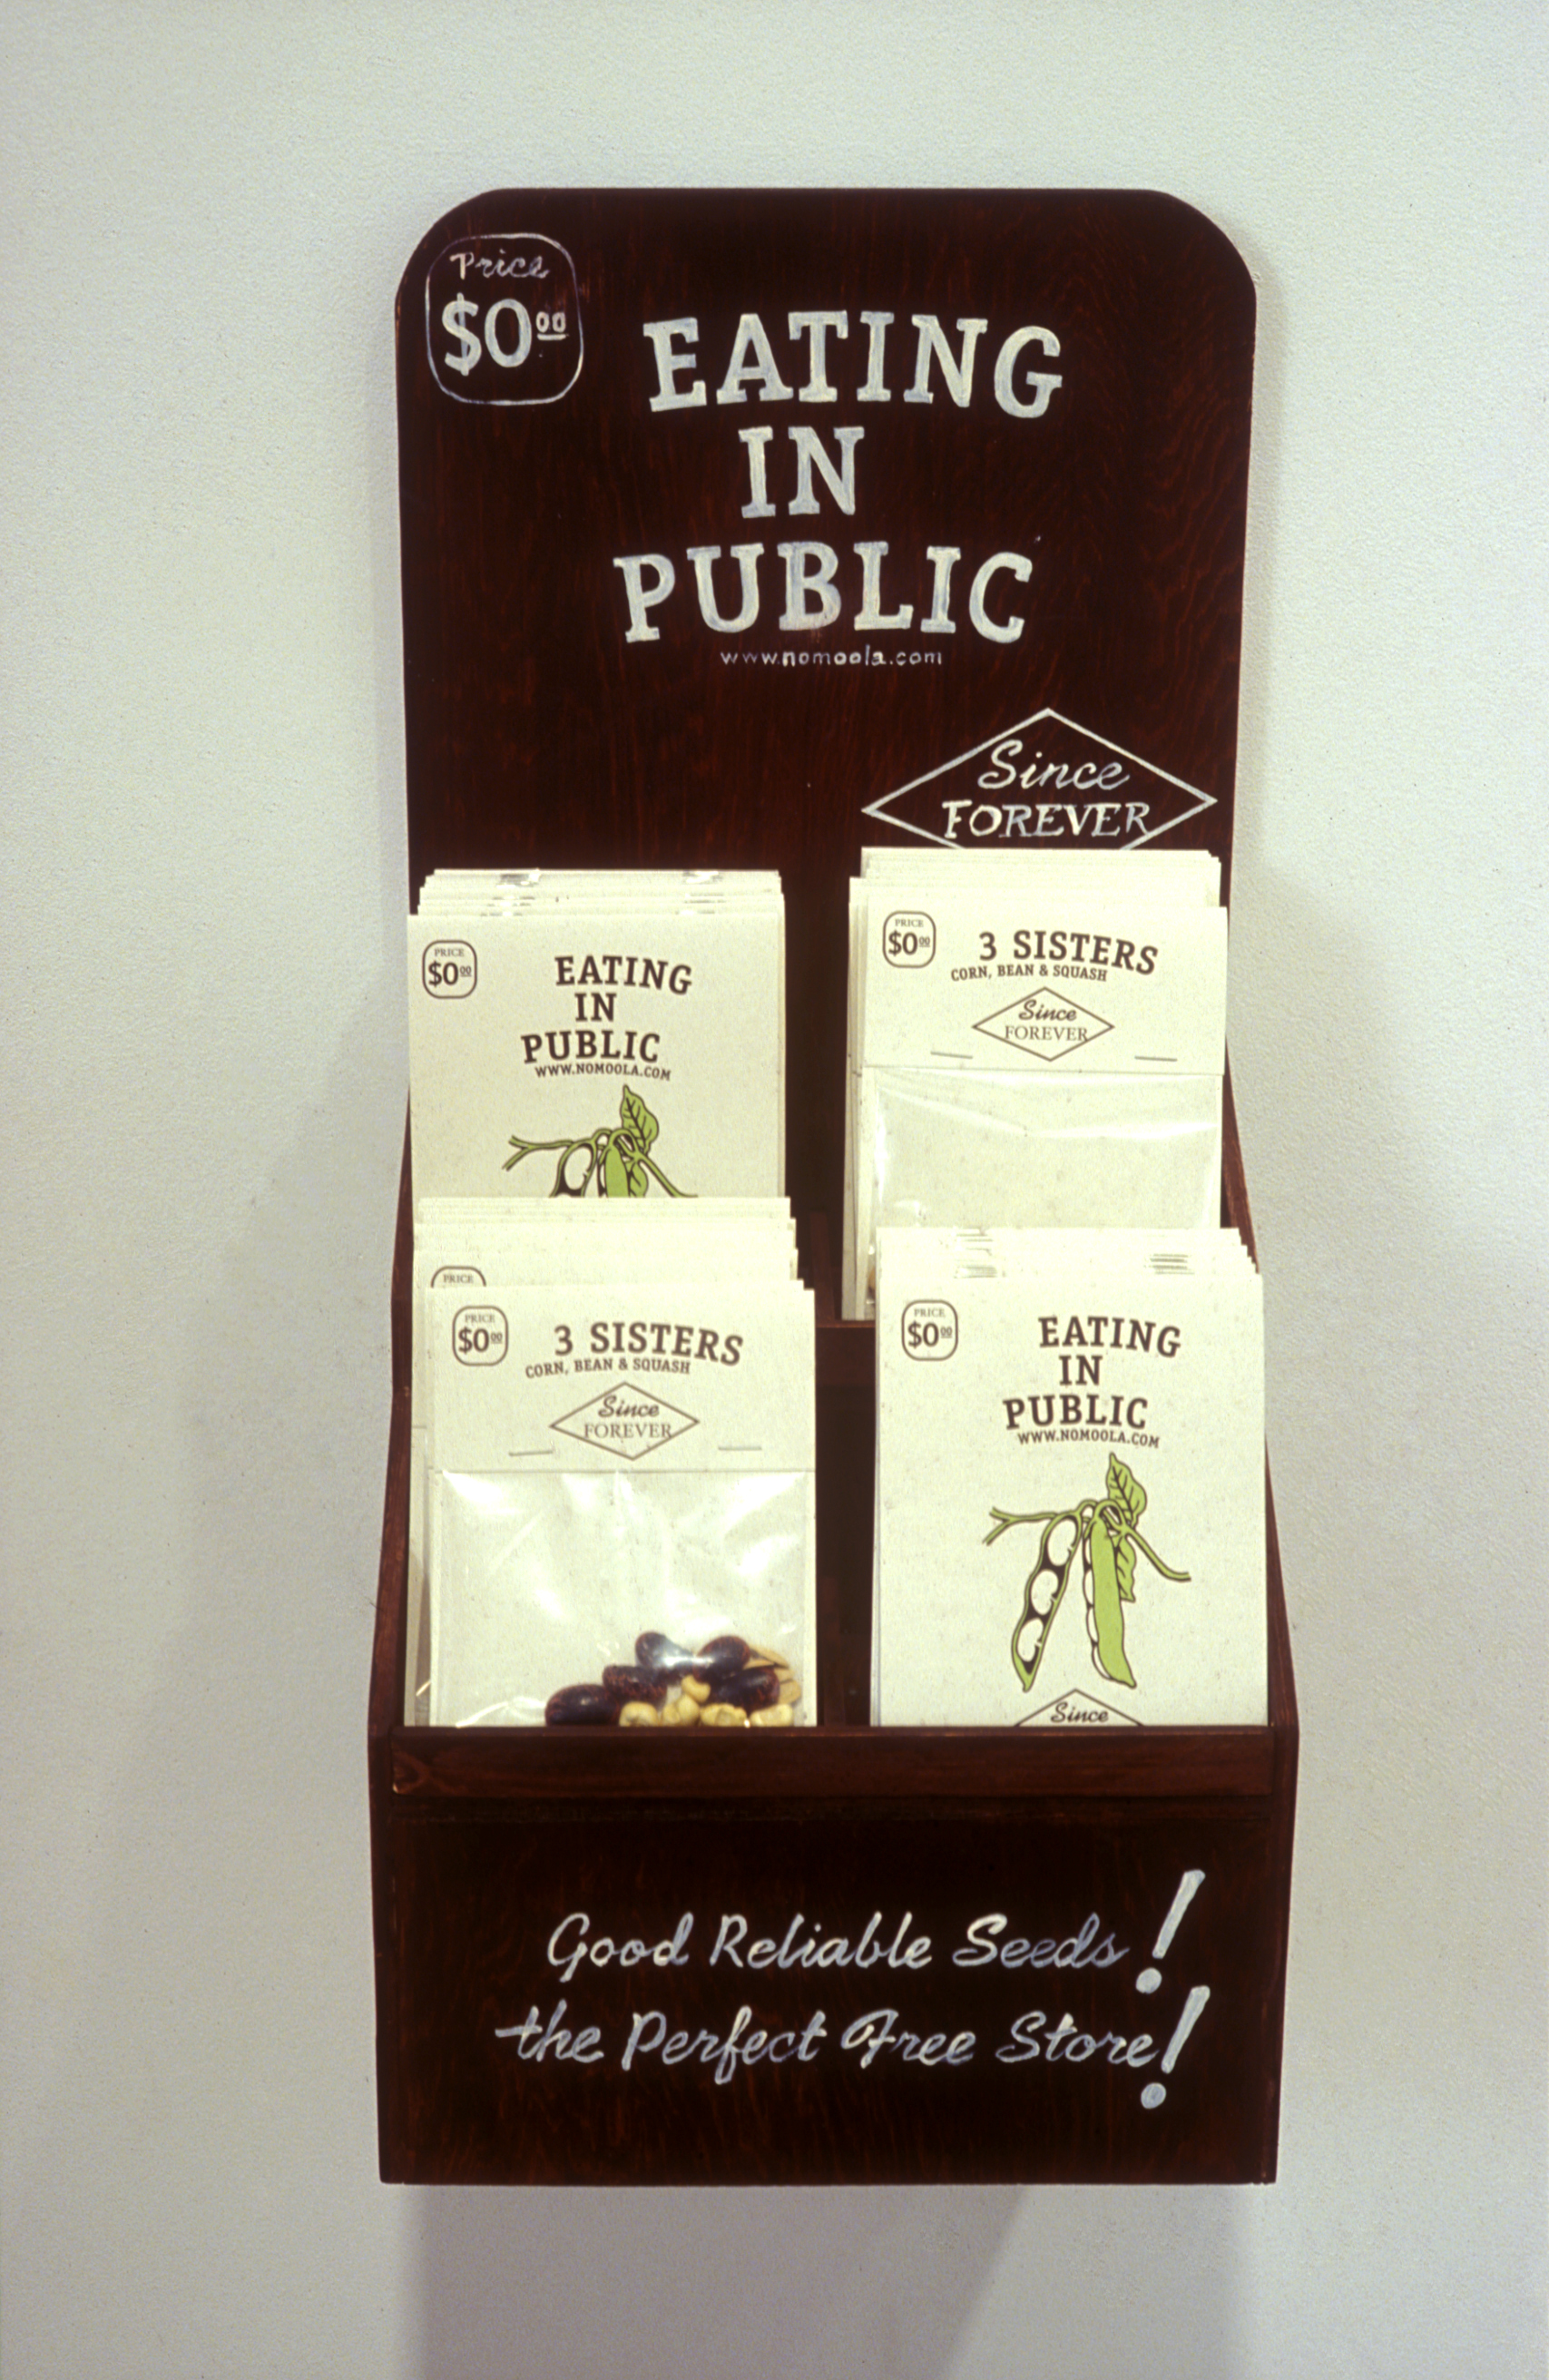 Price
$0 00
EATING
IN
PUBLIC
www.nomoola.com
Since
FOREVER
PRICE
$0 00
EATING
IN
PUBLIC
WWW.NOMOOLA.COM
PRICE
$0 00
3 SISTERS
CORN, BEAN & SQUASH
Since
FOREVER
PRICE
PRICE
$0 00
3 SISTERS
CORN, BEAN & SQUASH
Since
FOREVER
PRICE
$0 00
EATING
IN
PUBLIC
WWW.NOMOOLA.COM
Since
Good Reliable Seeds!
the Perfect Free Store!